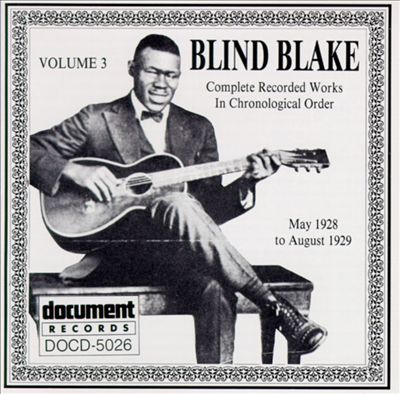 VOLUME 3
BLIND BLAKE
Complete Recorded Works
In Chronological Order
May 1928
to August 1929
document
RECORDS
DOCD-5026